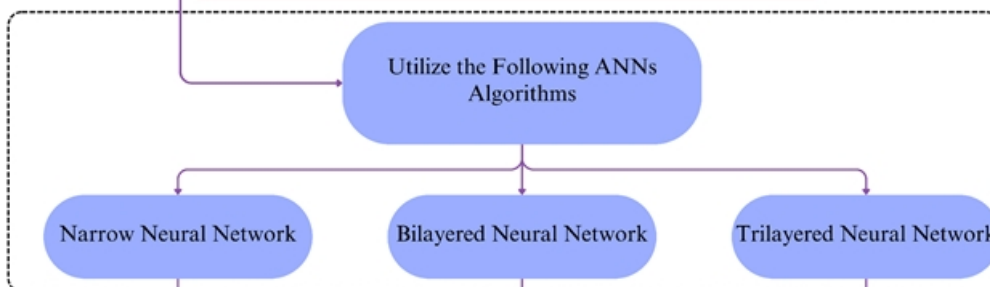 Utilize the Following ANNs
Algorithms
Narrow Neural Network
Bilayered Neural Network
Trilayered Neural Network